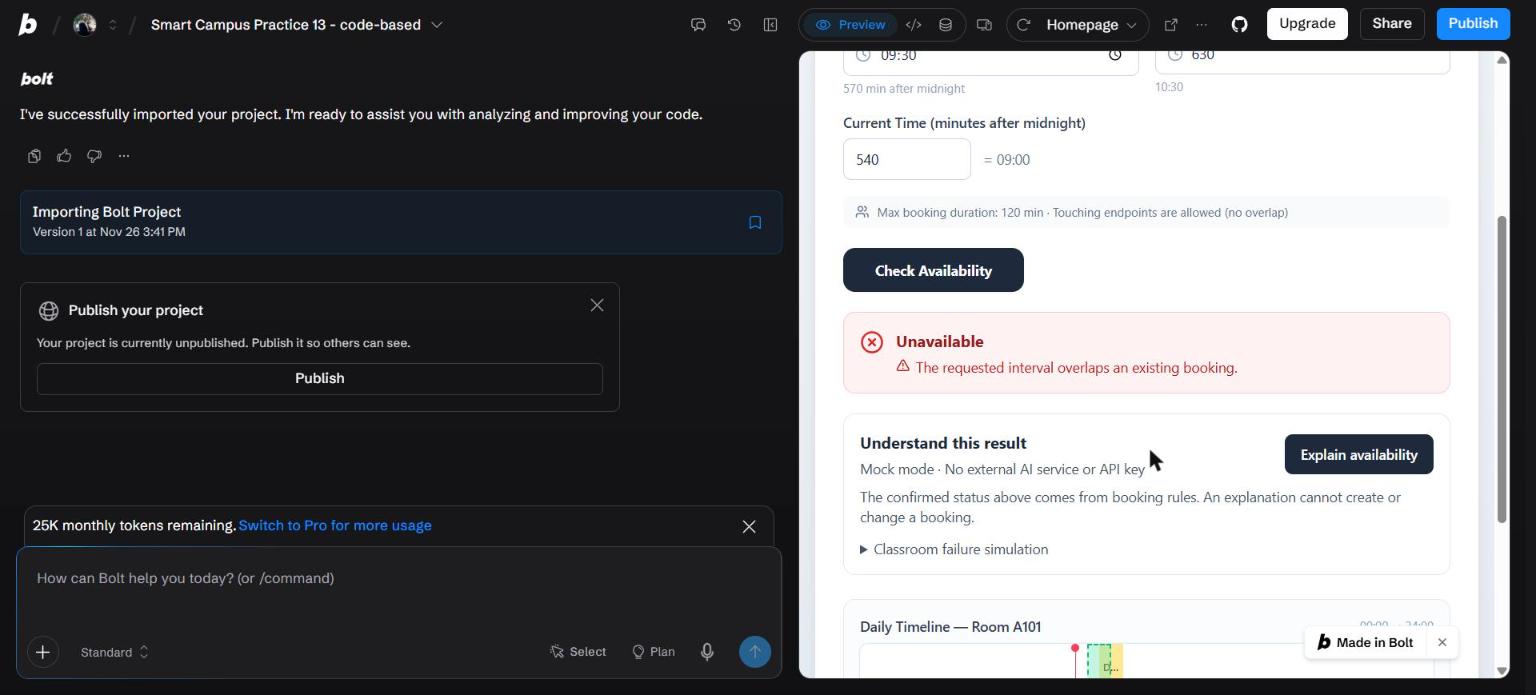 b / / Smart Campus Practice 13 - code-based
Preview
Homepage
Upgrade
Share
Publish
bolt
I've successfully imported your project. I'm ready to assist you with analyzing and improving your code.
Importing Bolt Project
Version 1 at Nov 26 3:41 PM
Publish your project
Your project is currently unpublished. Publish it so others can see.
Publish
25K monthly tokens remaining. Switch to Pro for more usage
How can Bolt help you today? (or /command)
Standard
Select
Plan
09:30
630
570 min after midnight
10:30
Current Time (minutes after midnight)
540
= 09:00
Max booking duration: 120 min · Touching endpoints are allowed (no overlap)
Check Availability
Unavailable
The requested interval overlaps an existing booking.
Understand this result
Mock mode · No external AI service or API key
Explain availability
The confirmed status above comes from booking rules. An explanation cannot create or
change a booking.
Classroom failure simulation
Daily Timeline — Room A101
b Made in Bolt